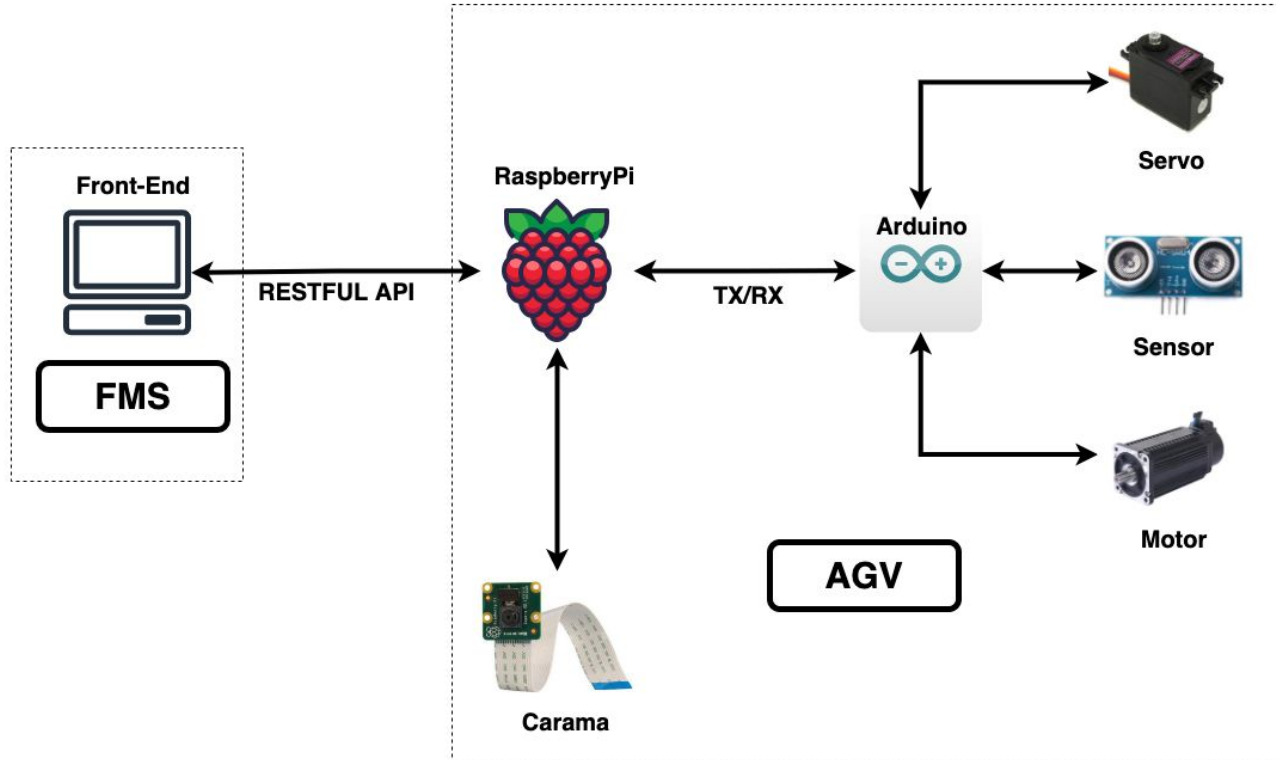 Front-End
FMS
RESTFUL API
RaspberryPi
TX/RX
Arduino
Servo
Sensor
Motor
AGV
Carama